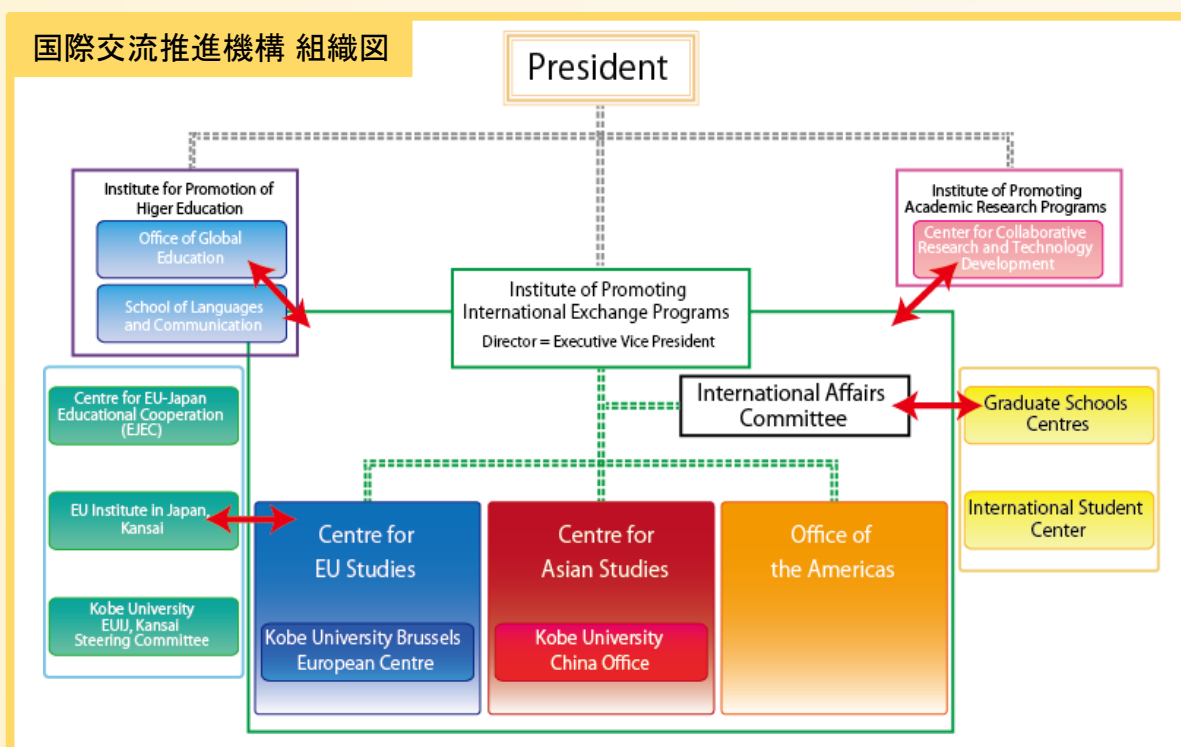 国際交流推進機構 組織図
President
Institute for Promotion of
Higer Education
Office of Global
Education
School of Languages
and Communication
Institute of Promoting
Academic Research Programs
Center for Collaborative
Research and Technology
Development
Institute of Promoting
International Exchange Programs
Director = Executive Vice President
International Affairs
Committee
Graduate Schools
Centres
International Student
Center
Centre for EU-Japan
Educational Cooperation
(EJEC)
EU Institute in Japan,
Kansai
Kobe University
EUIJ, Kansai
Steering Committee
Centre for
EU Studies
Kobe University Brussels
European Centre
Centre for
Asian Studies
Kobe University
China Office
Office of
the Americas